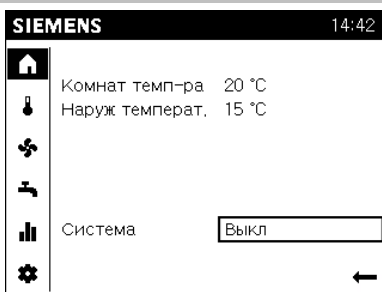 SIEMENS 14:42
Комнат темп-ра 20 °C
Наруж температ. 15 °C
Система Выкл